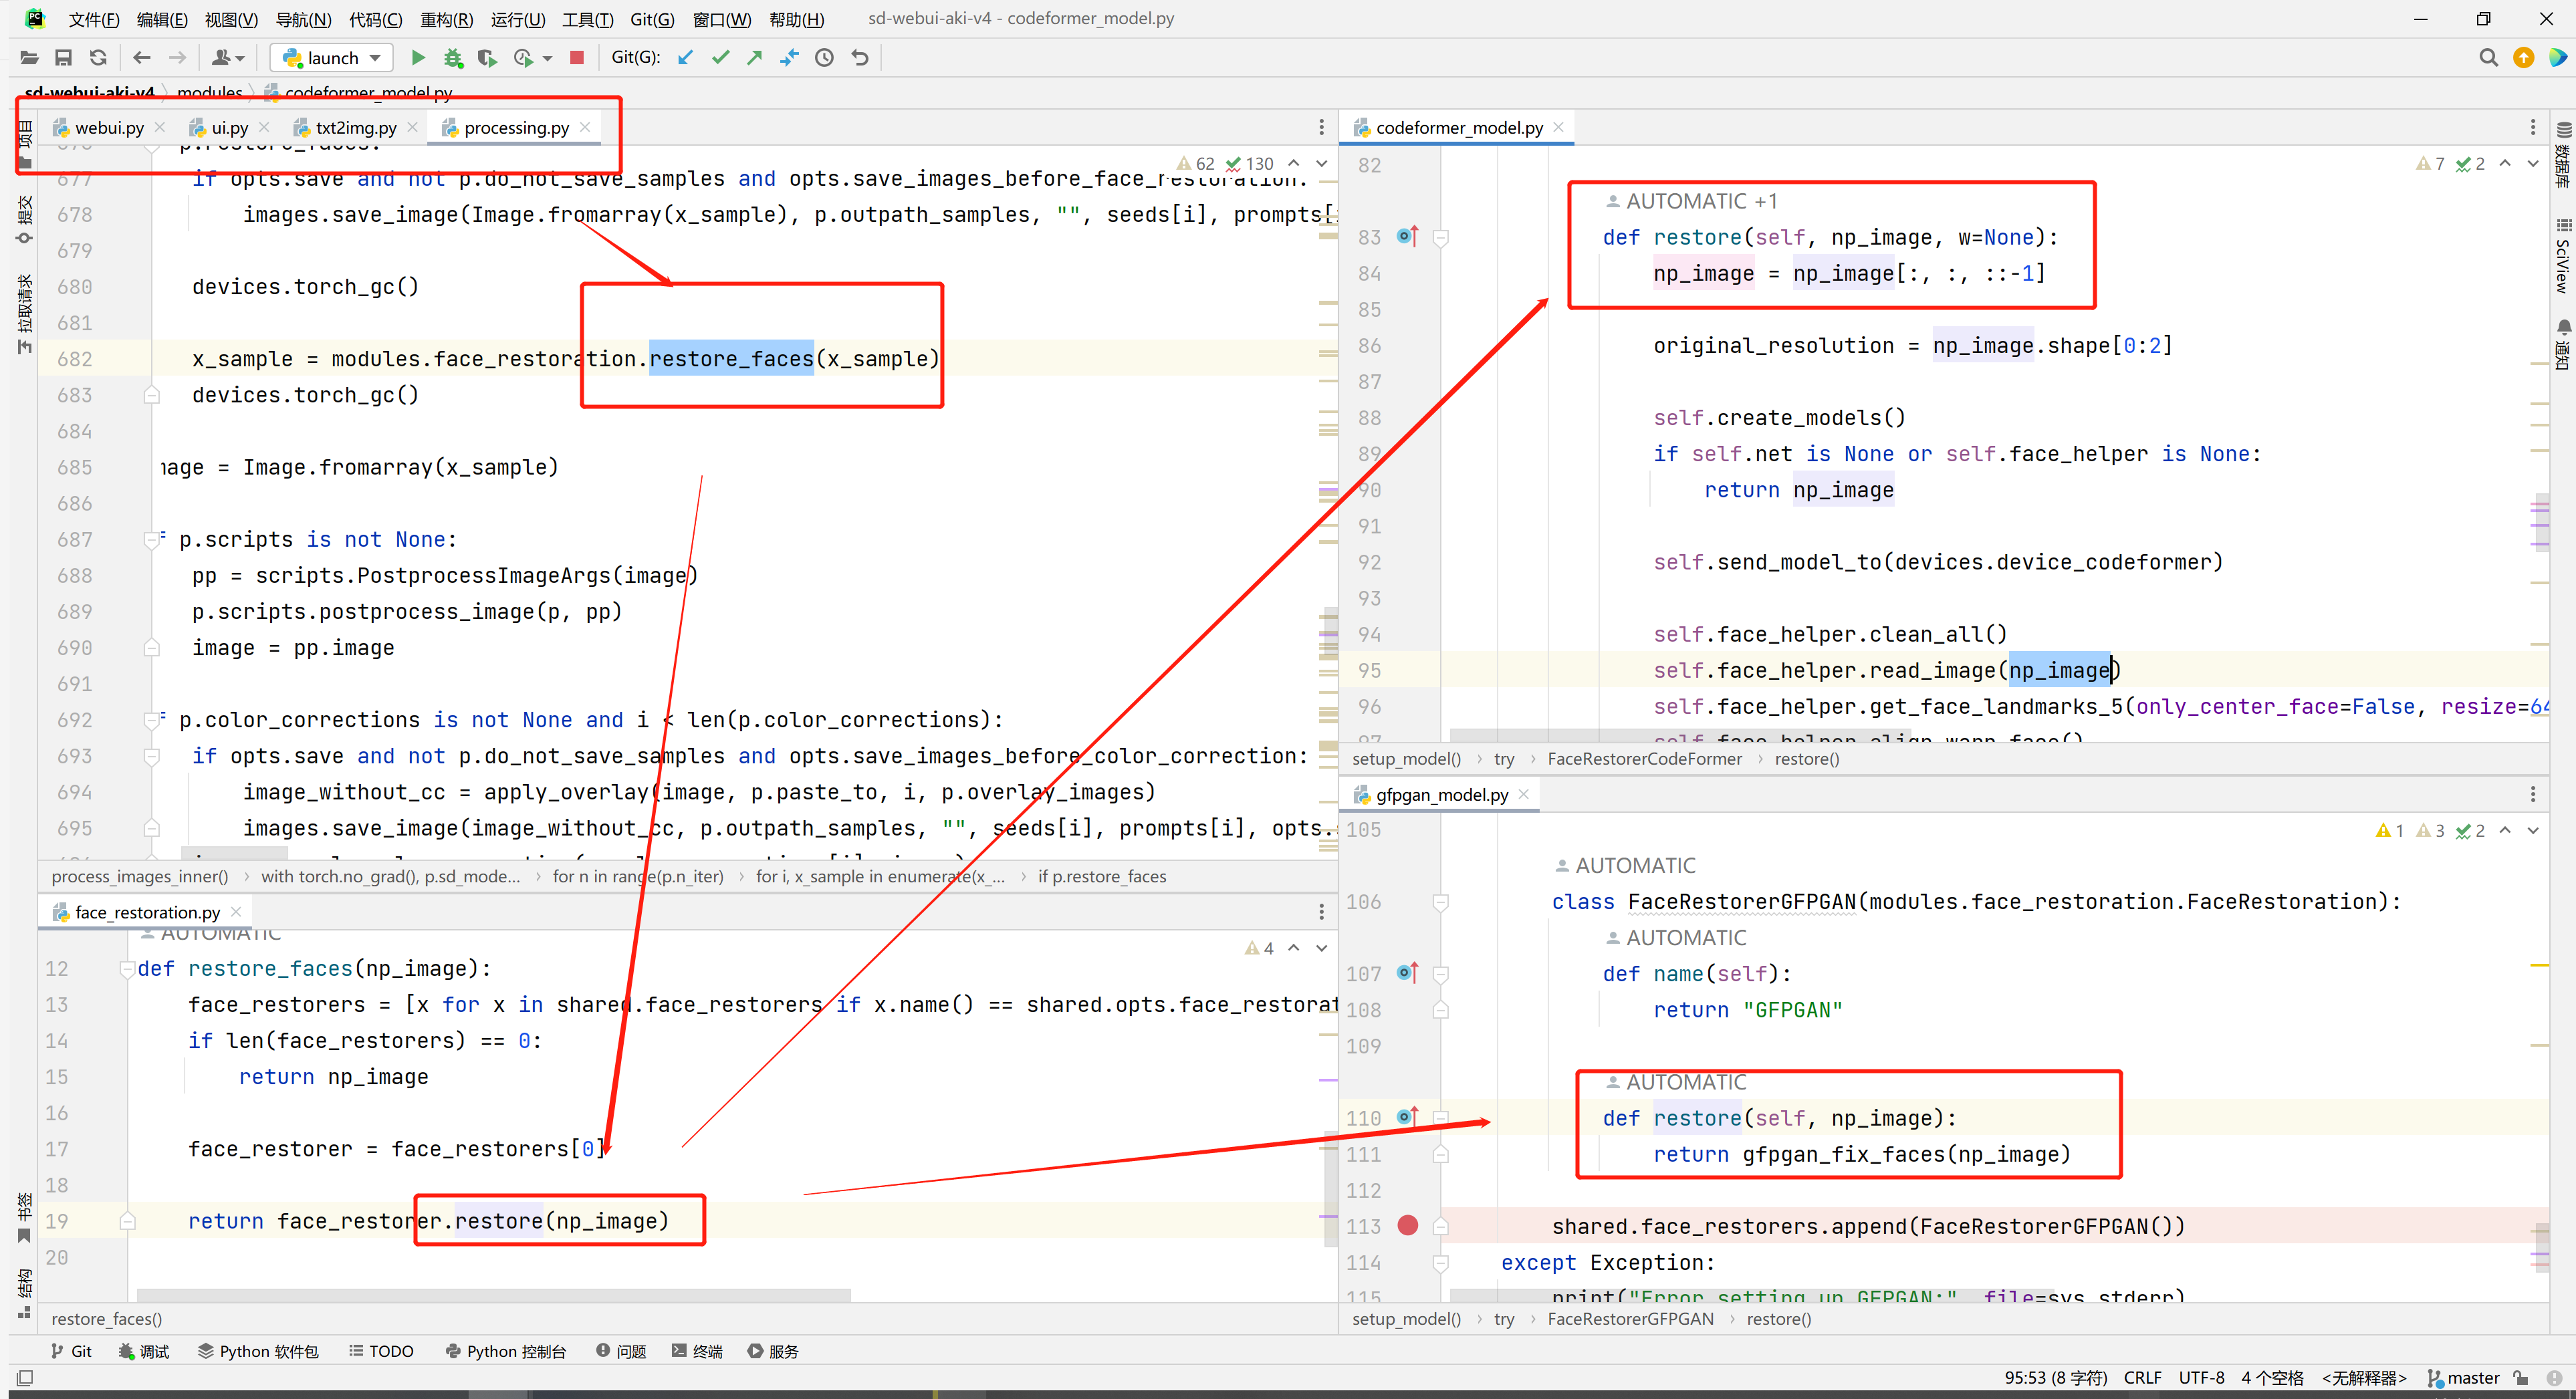 文件(F) 编辑(E) 视图(V) 导航(N) 代码(C) 重构(R) 运行(U) 工具(T) Git(G) 窗口(W) 帮助(H) sd-webui-aki-v4 - codeformer_model.py
launch Git(G):
sd-webui-aki-v4 modules codeformer_model.py
项目
提交
拉取请求
书签
结构
webui.py ui.py txt2img.py processing.py
62 130
p.restore_faces:
677 if opts.save and not p.do_not_save_samples and opts.save_images_before_face_restoration:
678 images.save_image(Image.fromarray(x_sample), p.outpath_samples, "", seeds[i], prompts[
679
680 devices.torch_gc()
681
682 x_sample = modules.face_restoration.restore_faces(x_sample)
683 devices.torch_gc()
684
685 mage = Image.fromarray(x_sample)
686
687 f p.scripts is not None:
688 pp = scripts.PostprocessImageArgs(image)
689 p.scripts.postprocess_image(p, pp)
690 image = pp.image
691
692 f p.color_corrections is not None and i < len(p.color_corrections):
693 if opts.save and not p.do_not_save_samples and opts.save_images_before_color_correction:
694 image_without_cc = apply_overlay(image, p.paste_to, i, p.overlay_images)
695 images.save_image(image_without_cc, p.outpath_samples, "", seeds[i], prompts[i], opts.
process_images_inner() with torch.no_grad(), p.sd_mode... for n in range(p.n_iter) for i, x_sample in enumerate(x_... if p.restore_faces
face_restoration.py
AUTOMATIC
4
12 def restore_faces(np_image):
13 face_restorers = [x for x in shared.face_restorers if x.name() == shared.opts.face_restorat
14 if len(face_restorers) == 0:
15 return np_image
16
17 face_restorer = face_restorers[0]
18
19 return face_restorer.restore(np_image)
20
restore_faces()
codeformer_model.py
7 2
82
AUTOMATIC +1
83 def restore(self, np_image, w=None):
84 np_image = np_image[:, :, ::-1]
85
86 original_resolution = np_image.shape[0:2]
87
88 self.create_models()
89 if self.net is None or self.face_helper is None:
90 return np_image
91
92 self.send_model_to(devices.device_codeformer)
93
94 self.face_helper.clean_all()
95 self.face_helper.read_image(np_image)
96 self.face_helper.get_face_landmarks_5(only_center_face=False, resize=64
97 self.face_helper.align_warp_face()
setup_model() try FaceRestorerCodeFormer restore()
gfpgan_model.py
1 3 2
105
AUTOMATIC
106 class FaceRestorerGFPGAN(modules.face_restoration.FaceRestoration):
AUTOMATIC
107 def name(self):
108 return "GFPGAN"
109
AUTOMATIC
110 def restore(self, np_image):
111 return gfpgan_fix_faces(np_image)
112
113 shared.face_restorers.append(FaceRestorerGFPGAN())
114 except Exception:
115 print("Error setting up GFPGAN:", file=sys.stderr)
setup_model() try FaceRestorerGFPGAN restore()
数据库
SciView
通知
Git 调试 Python 软件包 TODO Python 控制台 问题 终端 服务
95:53 (8 字符) CRLF UTF-8 4 个空格 <无解释器> master